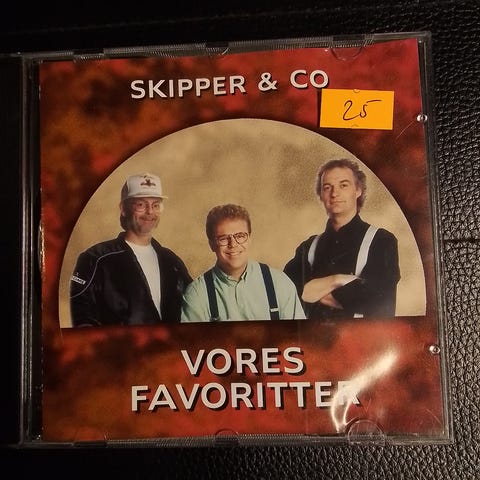 SKIPPER & CO
25
VORES
FAVORITTER